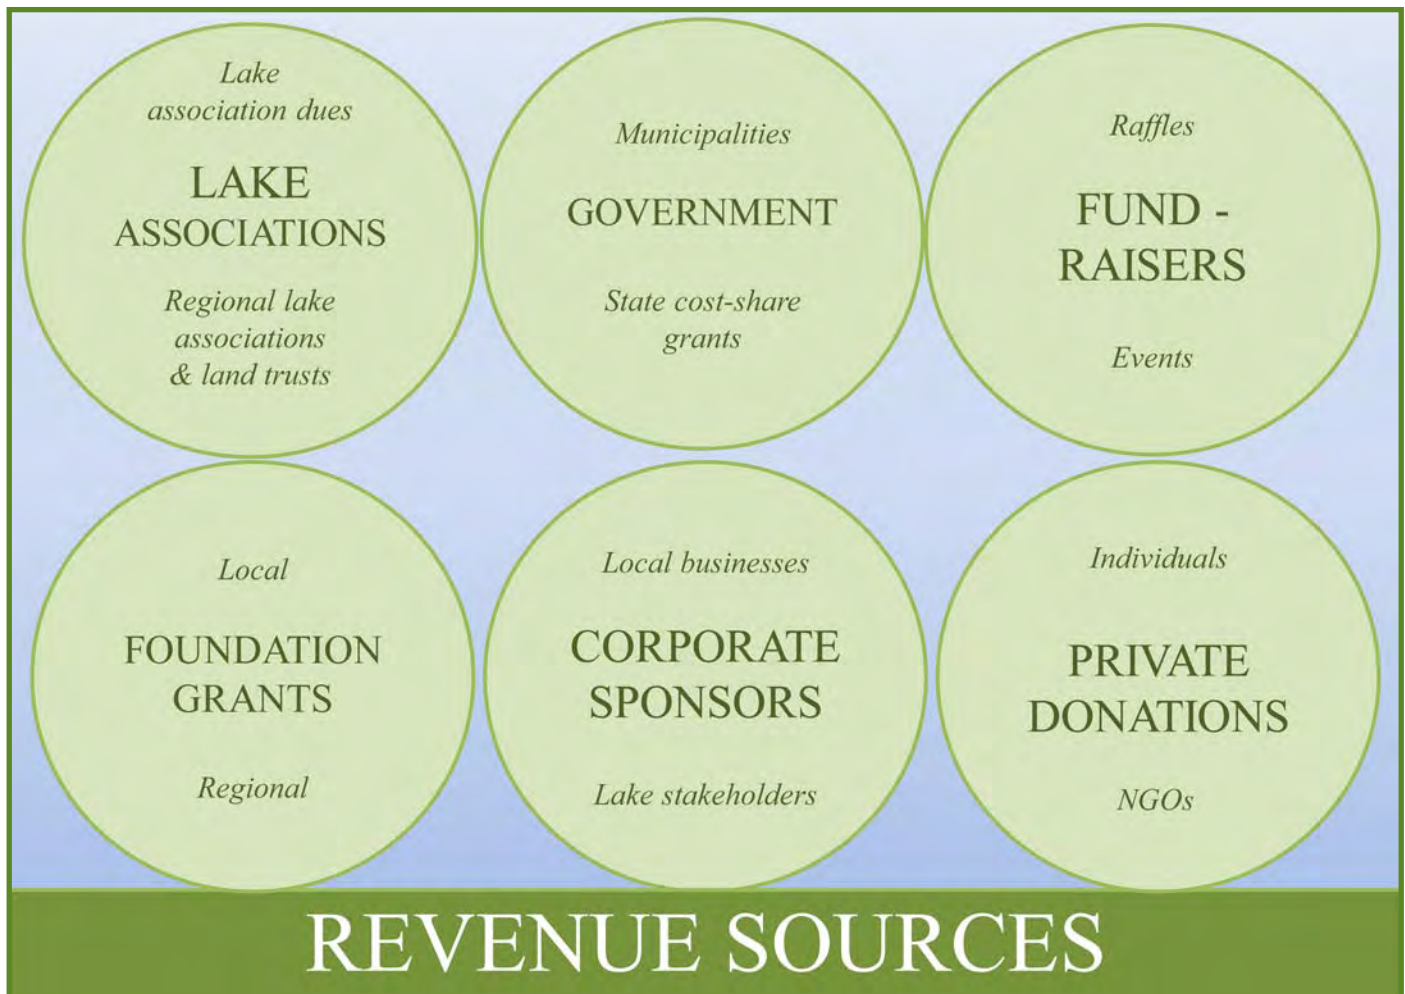 Lake
association dues
LAKE
ASSOCIATIONS
Regional lake
associations
& land trusts
Municipalities
GOVERNMENT
State cost-share
grants
Raffles
FUND -
RAISERS
Events
Local
FOUNDATION
GRANTS
Regional
Local businesses
CORPORATE
SPONSORS
Lake stakeholders
Individuals
PRIVATE
DONATIONS
NGOs
REVENUE SOURCES